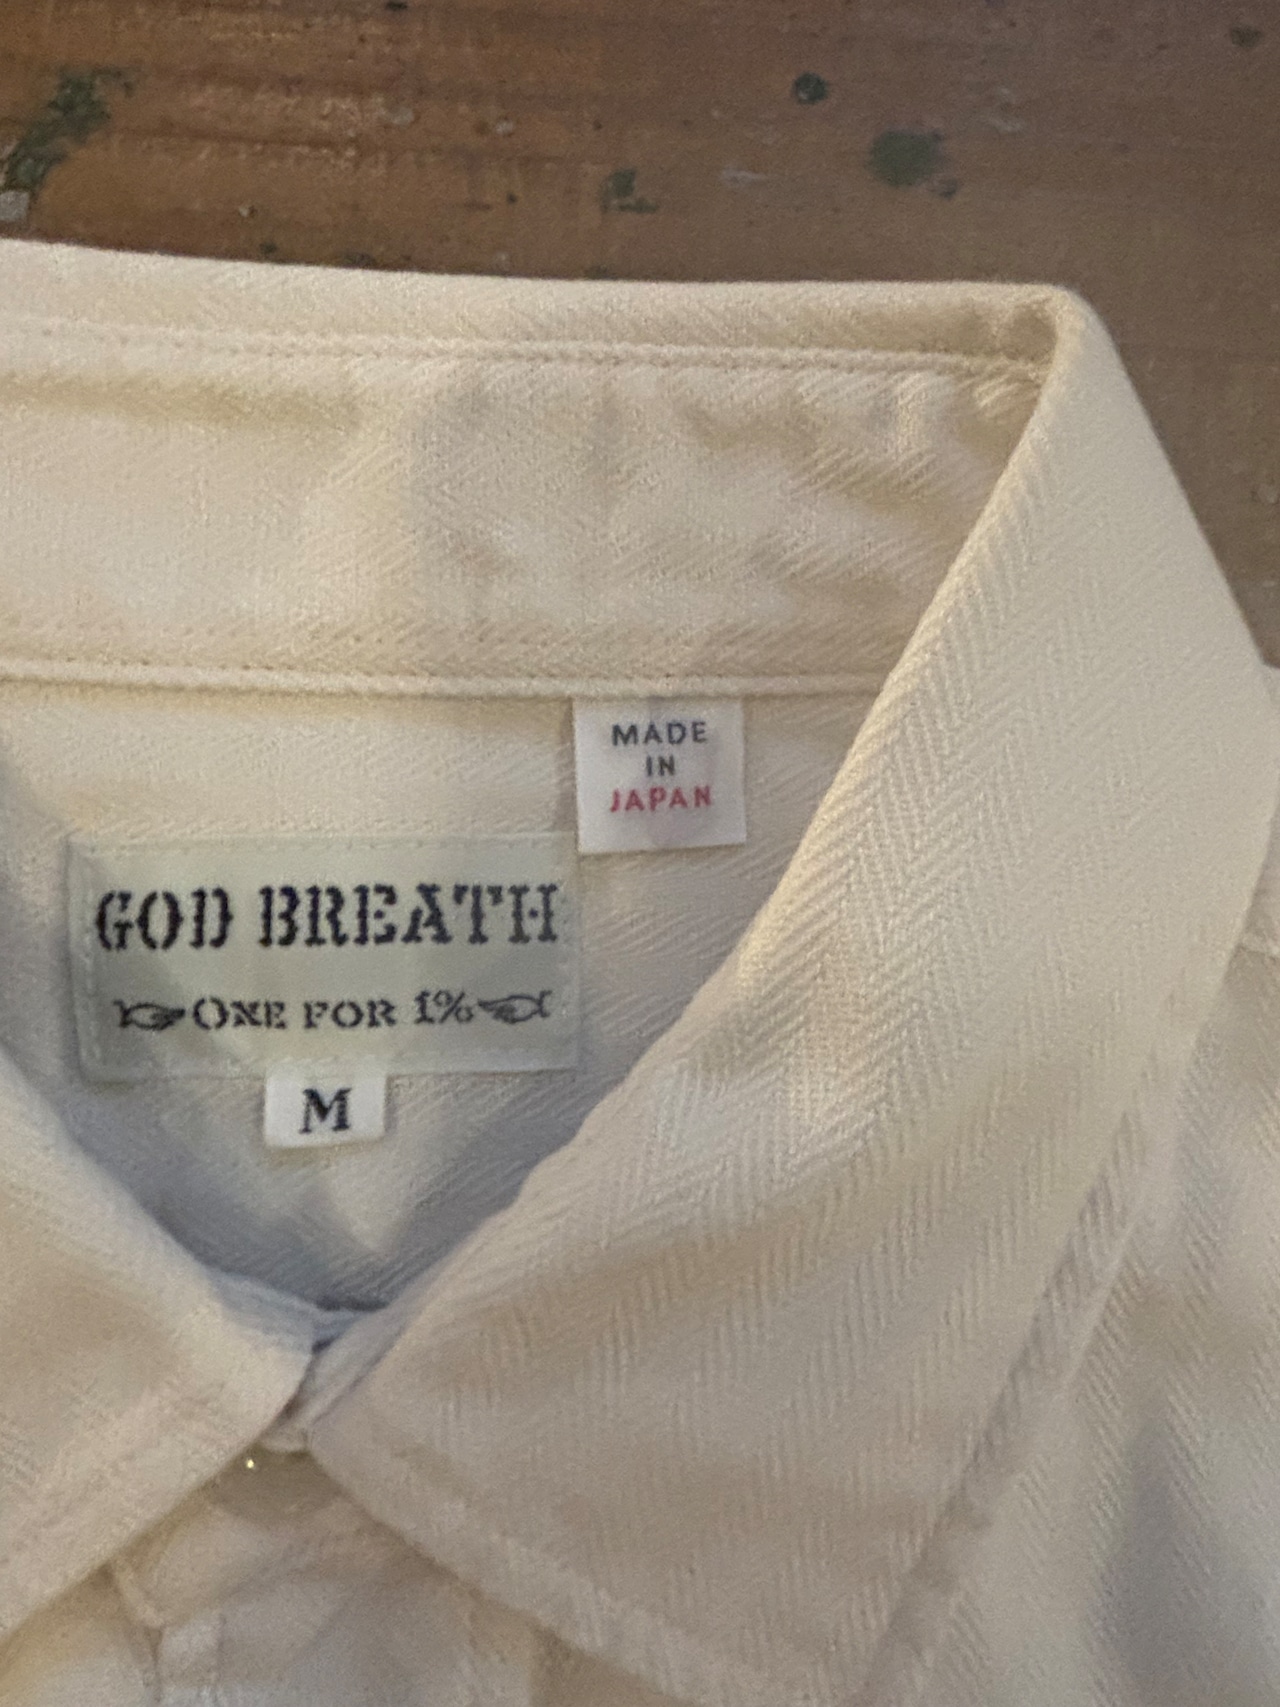 MADE
IN
JAPAN
GOD BREATH
ONE FOR 1%
M